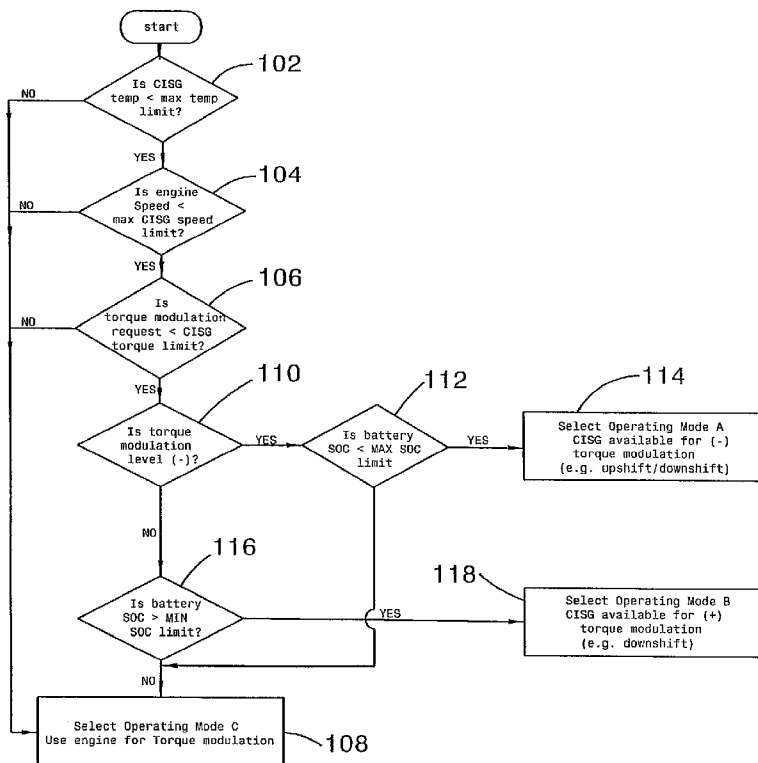 start
102
Is CISG
temp < max temp
limit?
NO
YES
104
Is engine
Speed <
max CISG speed
limit?
NO
YES
106
Is
torque modulation
request < CISG
torque limit?
NO
YES
110
Is torque
modulation
level (-)?
YES
112
Is battery
SOC < MAX SOC
limit
YES
114
Select Operating Mode A
CISG available for (-)
torque modulation
(e.g. upshift/downshift)
NO
116
Is battery
SOC > MIN
SOC limit?
YES
118
Select Operating Mode B
CISG available for (+)
torque modulation
(e.g. downshift)
NO
Select Operating Mode C
Use engine for Torque modulation
108